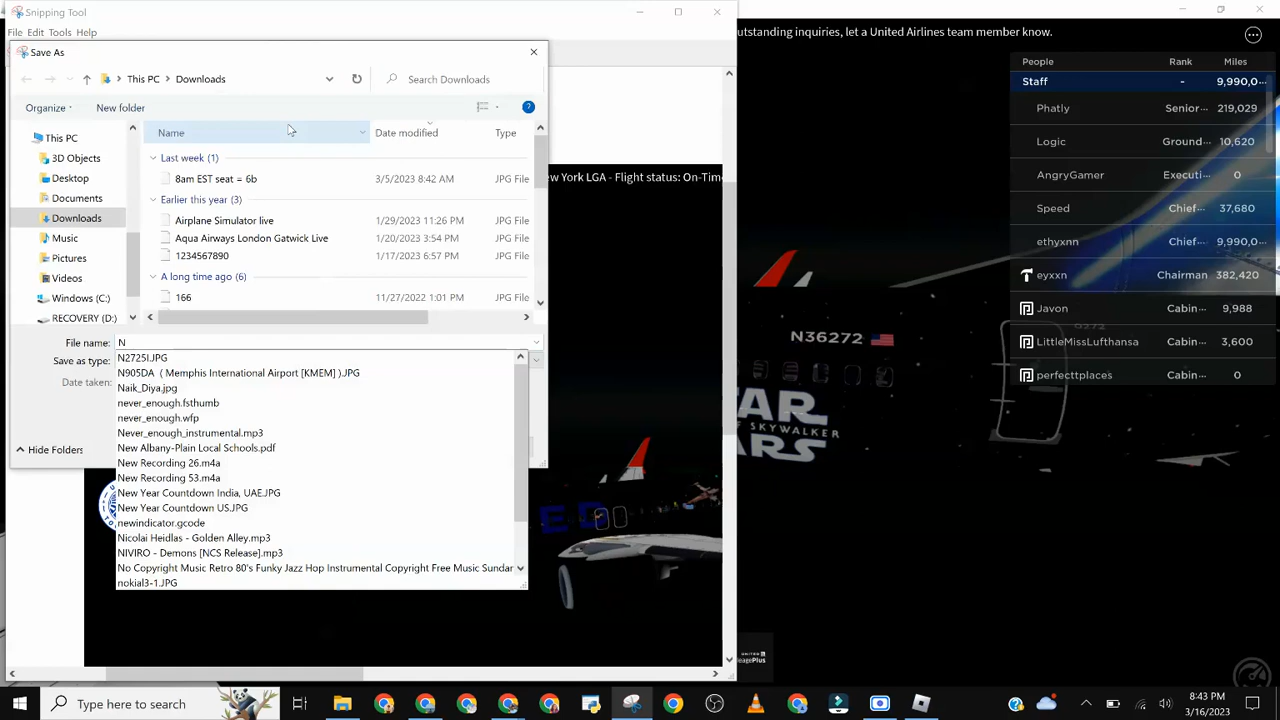 Snipping Tool
File Edit Tools Help
Save As
This PC
Downloads
Search Downloads
Organize
New folder
Name
Date modified
Type
This PC
3D Objects
Desktop
Documents
Downloads
Music
Pictures
Videos
Windows (C:)
RECOVERY (D:)
Last week (1)
8am EST seat = 6b 3/5/2023 8:42 AM JPG File
Earlier this year (3)
Airplane Simulator live 1/29/2023 11:26 PM JPG File
Aqua Airways London Gatwick Live 1/20/2023 3:54 PM JPG File
1234567890 1/17/2023 6:57 PM JPG File
A long time ago (6)
166 11/27/2022 1:01 PM JPG File
File name: N
Save as type:
Date taken:
Hide Folders
N2725I.JPG
N905DA ( Memphis International Airport [KMEM] ).JPG
Naik_Diya.jpg
never_enough.fsthumb
never_enough.wfp
Never_enough_instrumental.mp3
New Albany-Plain Local Schools.pdf
New Recording 26.m4a
New Recording 53.m4a
New Year Countdown India, UAE.JPG
New Year Countdown US.JPG
newindicator.gcode
Nicolai Heidlas - Golden Alley.mp3
NIVIRO - Demons [NCS Release].mp3
No Copyright Music Retro 80's Funky Jazz Hop Instrumental Copyright Free Music Sundar
nokial3-1.JPG
ew York LGA - Flight status: On-Time
utstanding inquiries, let a United Airlines team member know.
People Rank Miles
Staff - 9,990,0...
Phatly Senior... 219,029
Logic Ground... 10,620
AngryGamer Executi... 0
Speed Chief... 37,680
ethyxnn Chief... 9,990,0...
eyxxn Chairman 382,420
Javon Cabin... 9,988
LittleMissLufthansa Cabin... 3,600
perfecttplace's Cabin... 0
N36272
TAR
F SKYWALKER
ARS
UNITED
leagePlus
Type here to search
8:43 PM
3/16/2023